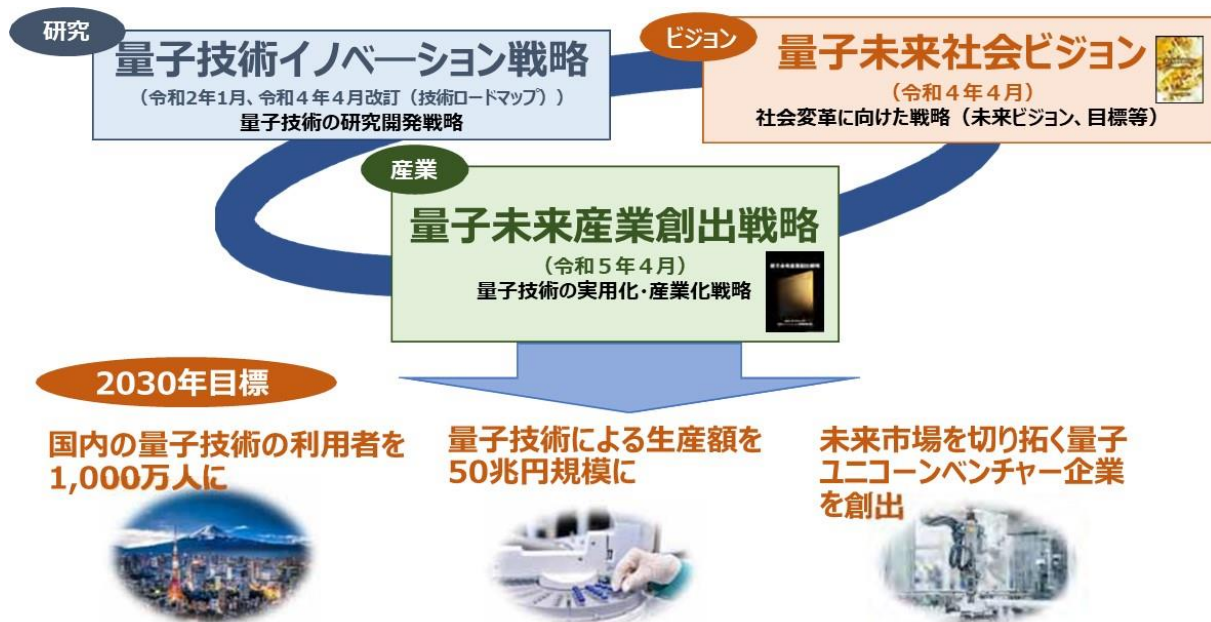 研究
量子技術イノベーション戦略
(令和2年1月、令和4年4月改訂(技術ロードマップ))
量子技術の研究開発戦略
ビジョン
量子未来社会ビジョン
(令和4年4月)
社会変革に向けた戦略(未来ビジョン、目標等)
産業
量子未来産業創出戦略
(令和5年4月)
量子技術の実用化・産業化戦略
2030年目標
国内の量子技術の利用者を
1,000万人に
量子技術による生産額を
50兆円規模に
未来市場を切り拓く量子
ユニコーンベンチャー企業
を創出